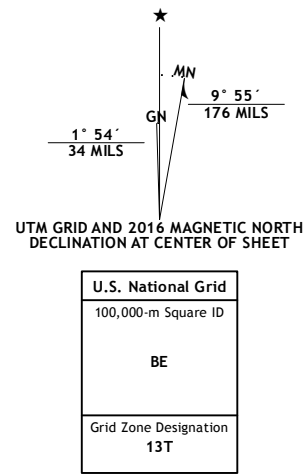 MN
GN
9° 55´
176 MILS
1° 54´
34 MILS
UTM GRID AND 2016 MAGNETIC NORTH
DECLINATION AT CENTER OF SHEET
U.S. National Grid
100,000-m Square ID
BE
Grid Zone Designation
13T